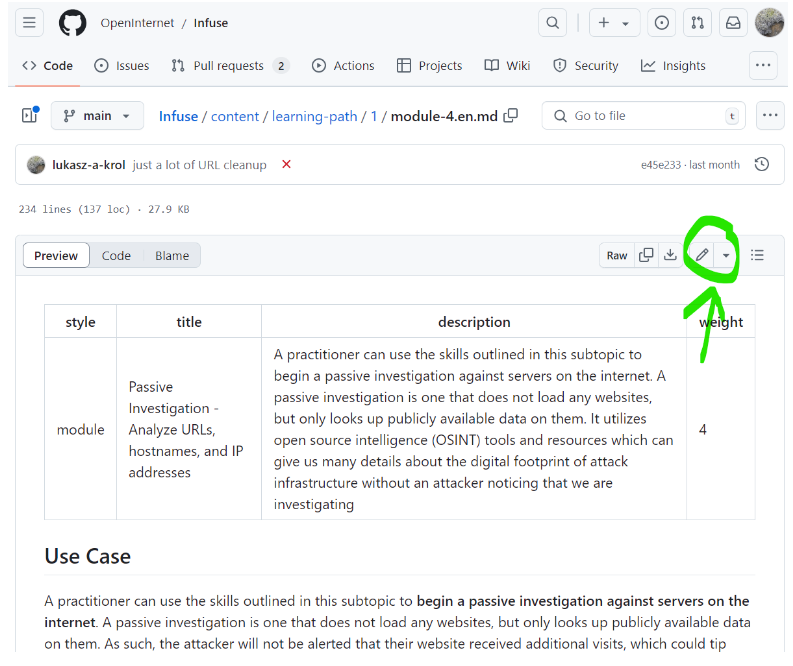 OpenInternet / Infuse
Code Issues Pull requests 2 Actions Projects Wiki Security Insights
main Infuse / content / learning-path / 1 / module-4.en.md Go to file t
lukasz-a-krol just a lot of URL cleanup e45e233 · last month
234 lines (137 loc) · 27.9 KB
Preview Code Blame Raw
style title description weight
module
Passive
Investigation -
Analyze URLs,
hostnames, and IP
addresses
A practitioner can use the skills outlined in this subtopic to
begin a passive investigation against servers on the internet. A
passive investigation is one that does not load any websites,
but only looks up publicly available data on them. It utilizes
open source intelligence (OSINT) tools and resources which can
give us many details about the digital footprint of attack
infrastructure without an attacker noticing that we are
investigating
4
Use Case
A practitioner can use the skills outlined in this subtopic to begin a passive investigation against servers on the
internet. A passive investigation is one that does not load any websites, but only looks up publicly available data
on them. As such, the attacker will not be alerted that their website received additional visits, which could tip